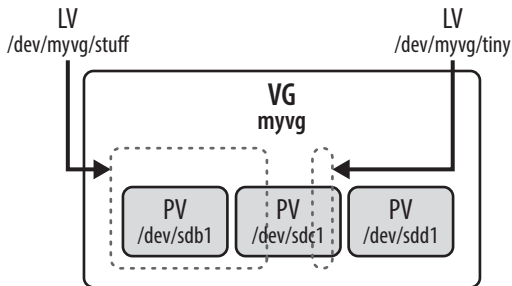 LV
/dev/myvg/stuff
LV
/dev/myvg/tiny
VG
myvg
PV
/dev/sdb1
PV
/dev/sdc1
PV
/dev/sdd1